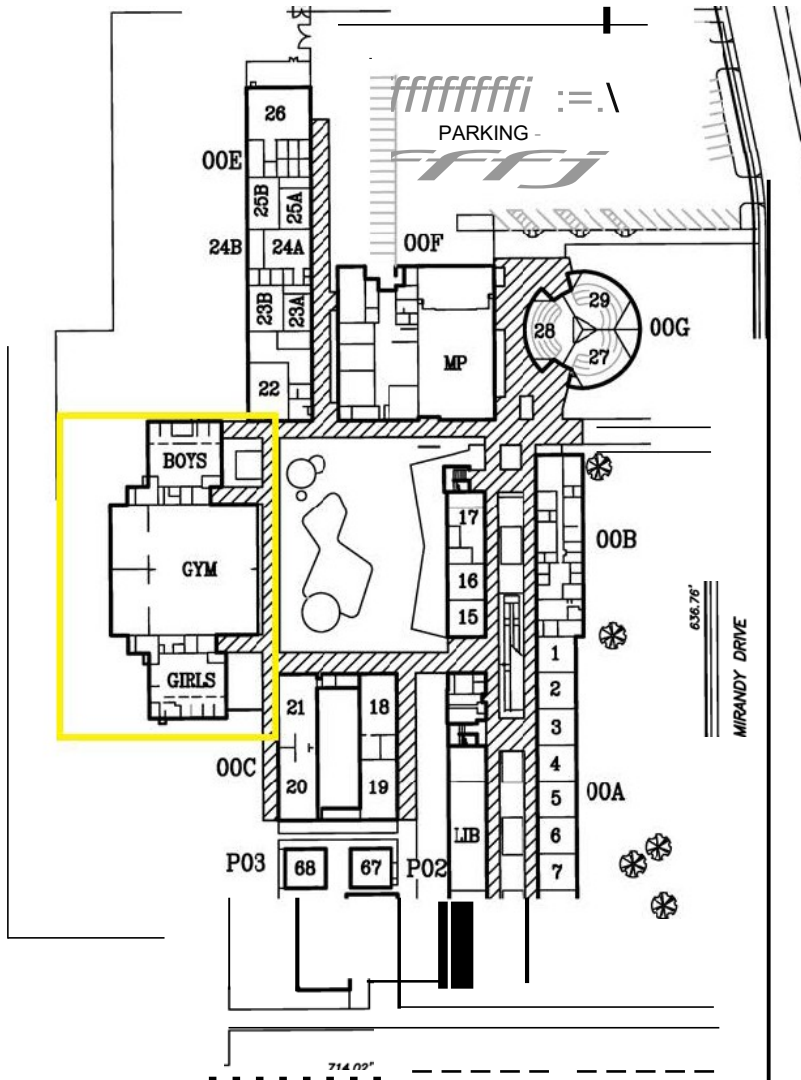 26
PARKING
00E
25B
25A
24B
24A
00F
23B
23A
29
28
00G
27
MP
22
BOYS
17
00B
GYM
16
15
636.76'
MIRANDY DRIVE
1
2
GIRLS
21
18
3
00C
4
20
19
5
00A
LIB
6
P03
68
67
P02
7
714.02"